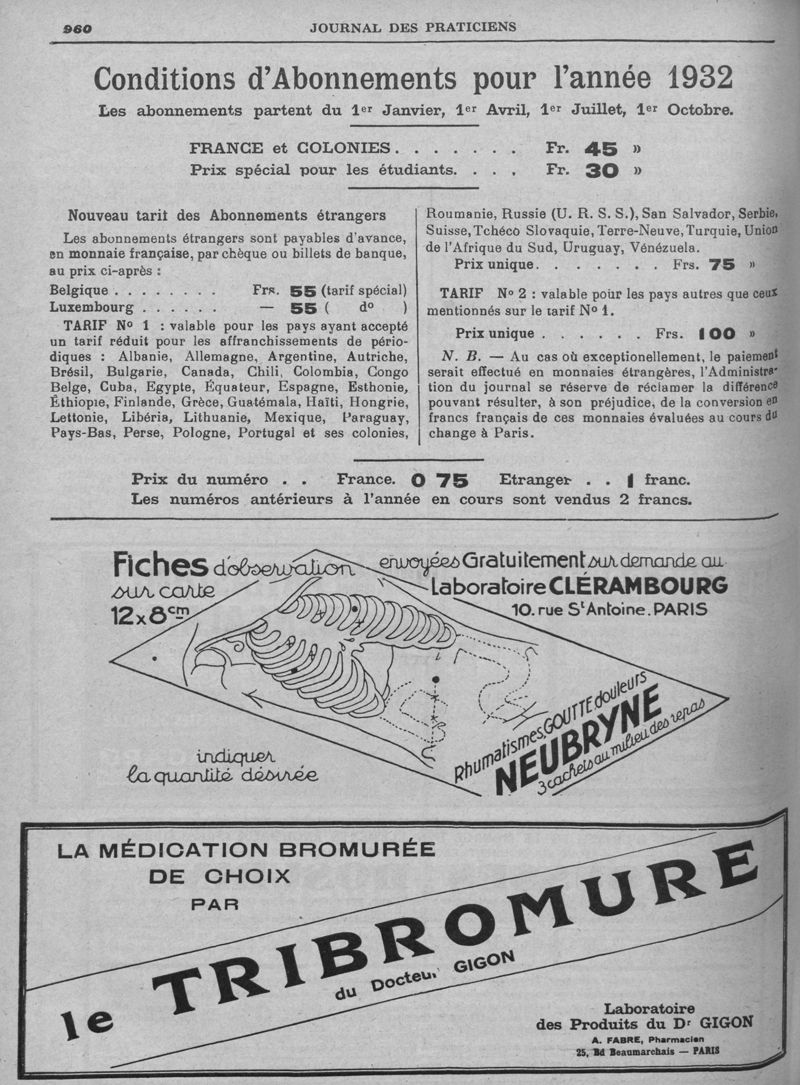 960
JOURNAL DES PRATICIENS
Conditions d'Abonnements pour l'année 1932
Les abonnements partent du 1er Janvier, 1er Avril, 1er Juillet, 1er Octobre.
FRANCE et COLONIES. . . . . . . Fr. 45 »
Prix spécial pour les étudiants. . . . Fr. 30 »
Nouveau tarit des Abonnements étrangers
Les abonnements étrangers sont payables d'avance,
en monnaie française, par chèque ou billets de banque,
au prix ci-après :
Belgique . . . . . . . . Frs. 55 (tarif spécial)
Luxembourg . . . . . . — 55 ( do )
TARIF No 1 : valable pour les pays ayant accepté
un tarif réduit pour les affranchissements de pério-
diques : Albanie, Allemagne, Argentine, Autriche,
Brésil, Bulgarie, Canada, Chili, Colombia, Congo
Belge, Cuba, Egypte, Équateur, Espagne, Esthonie,
Éthiopie, Finlande, Grèce, Guatémala, Haïti, Hongrie,
Lettonie, Libéria, Lithuanie, Mexique, Paraguay,
Pays-Bas, Perse, Pologne, Portugal et ses colonies,
Roumanie, Russie (U. R. S. S.), San Salvador, Serbie,
Suisse, Tchéco Slovaquie, Terre-Neuve, Turquie, Union
de l'Afrique du Sud, Uruguay, Vénézuela.
Prix unique. . . . . . . . Frs. 75 »
TARIF No 2 : valable pour les pays autres que ceux
mentionnés sur le tarif No 1.
Prix unique . . . . . . Frs. 100 »
N. B. — Au cas où exceptionellement, le paiement
serait effectué en monnaies étrangères, l'Administra-
tion du journal se réserve de réclamer la différence
pouvant résulter, à son préjudice, de la conversion en
francs français de ces monnaies évaluées au cours du
change à Paris.
Prix du numéro . . France. 0 75 Etranger . . 1 franc.
Les numéros antérieurs à l'année en cours sont vendus 2 francs.
Fiches d'observation envoyées Gratuitement sur demande au
sur carte Laboratoire CLÉRAMBOURG
12x8cm 10. rue St Antoine. PARIS
indiquer
la quantité désirée
Rhumatismes, GOUTTE, douleurs
NEUBRYNE
3 cachets au milieu des repas
LA MÉDICATION BROMURÉE
DE CHOIX
PAR
le TRIBROMURE
du Docteur GIGON
Laboratoire
des Produits du Dr GIGON
A. FABRE, Pharmacien
25, Bd Beaumarchais — PARIS